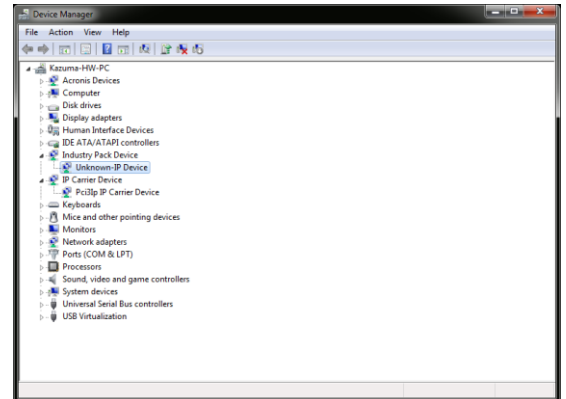 Device Manager
File Action View Help
Kazuma-HW-PC
Acronis Devices
Computer
Disk drives
Display adapters
Human Interface Devices
IDE ATA/ATAPI controllers
Industry Pack Device
Unknown-IP Device
IP Carrier Device
Pci3Ip IP Carrier Device
Keyboards
Mice and other pointing devices
Monitors
Network adapters
Ports (COM & LPT)
Processors
Sound, video and game controllers
System devices
Universal Serial Bus controllers
USB Virtualization